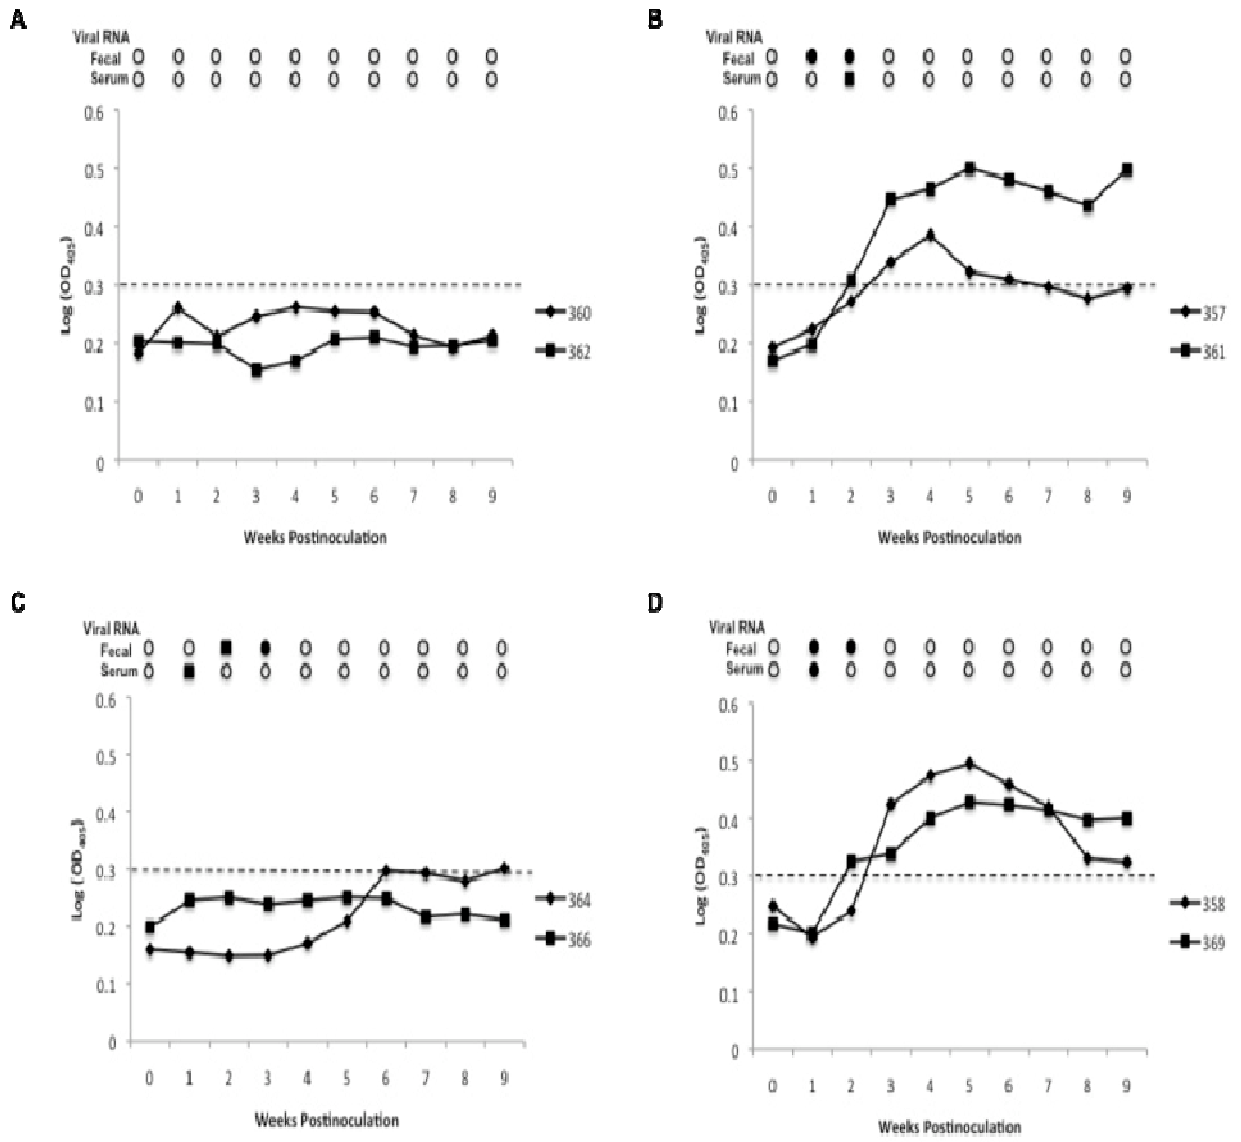 A
Viral RNA
Fecal
Serum
0.6
0.5
0.4
0.3
0.2
0.1
0
Log (OD405)
0 1 2 3 4 5 6 7 8 9
Weeks Postinoculation
360
362
B
Viral RNA
Fecal
Serum
0.6
0.5
0.4
0.3
0.2
0.1
0
Log (OD405)
0 1 2 3 4 5 6 7 8 9
Weeks Postinoculation
357
361
C
Viral RNA
Fecal
Serum
0.6
0.5
0.4
0.3
0.2
0.1
0
Log ( OD405)
0 1 2 3 4 5 6 7 8 9
Weeks Postinoculation
364
366
D
Viral RNA
Fecal
Serum
0.6
0.5
0.4
0.3
0.2
0.1
0
Log (OD405)
0 1 2 3 4 5 6 7 8 9
Weeks Postinoculation
358
369